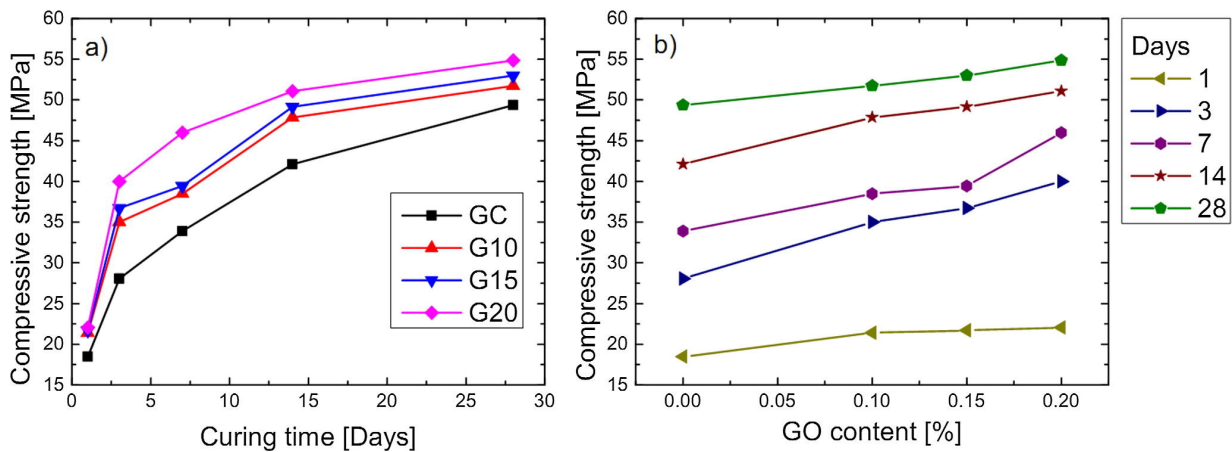 a)
Compressive strength [MPa]
60
55
50
45
40
35
30
25
20
15
0 5 10 15 20 25 30
Curing time [Days]
GC
G10
G15
G20
b)
Compressive strength [MPa]
60
55
50
45
40
35
30
25
20
15
0.00 0.05 0.10 0.15 0.20
GO content [%]
Days
1
3
7
14
28